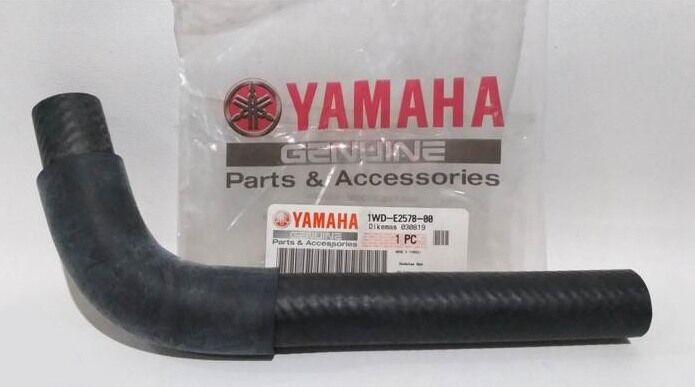 YAMAHA
GENUINE
Parts & Accessories
YAMAHA
GENUINE
Parts & Accessories
1WD-E2578-00
Dikemas 030819
1 PC